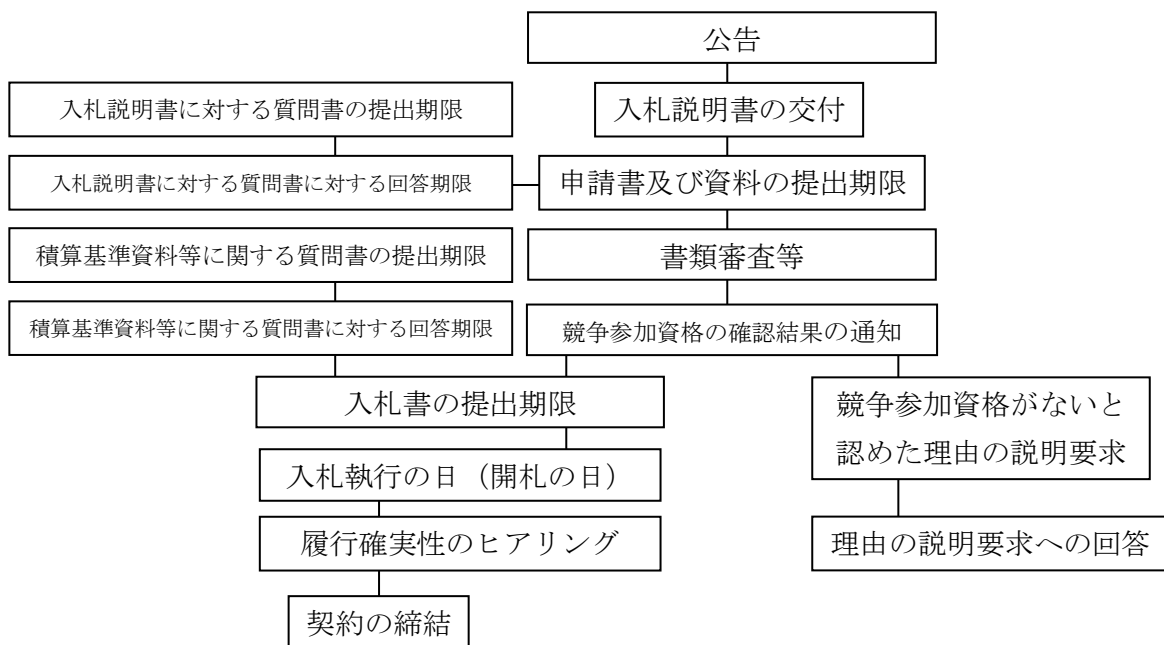 公告
入札説明書に対する質問書の提出期限
入札説明書の交付
入札説明書に対する質問書に対する回答期限
申請書及び資料の提出期限
積算基準資料等に関する質問書の提出期限
書類審査等
積算基準資料等に関する質問書に対する回答期限
競争参加資格の確認結果の通知
入札書の提出期限
競争参加資格がないと
認めた理由の説明要求
入札執行の日（開札の日）
履行確実性のヒアリング
理由の説明要求への回答
契約の締結